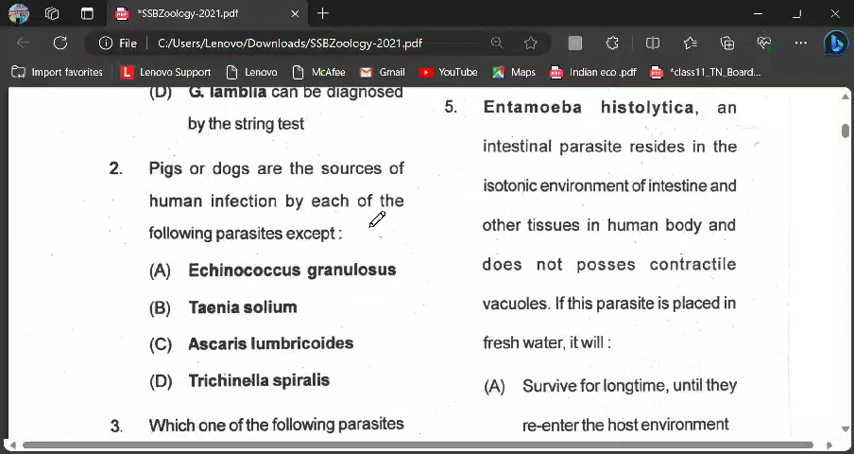 *SSBZoology-2021.pdf
File
C:/Users/Lenovo/Downloads/SSBZoology-2021.pdf
Import favorites
Lenovo Support
Lenovo
McAfee
Gmail
YouTube
Maps
Indian eco .pdf
*class11_TN_Board...
(D) G. lamblia can be diagnosed
by the string test
2. Pigs or dogs are the sources of
human infection by each of the
following parasites except :
(A) Echinococcus granulosus
(B) Taenia solium
(C) Ascaris lumbricoides
(D) Trichinella spiralis
3. Which one of the following parasites
5. Entamoeba histolytica, an
intestinal parasite resides in the
isotonic environment of intestine and
other tissues in human body and
does not posses contractile
vacuoles. If this parasite is placed in
fresh water, it will :
(A) Survive for longtime, until they
re-enter the host environment